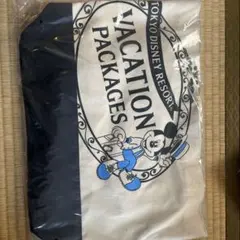 TOKYO DISNEY RESORT
VACATION
PACKAGES